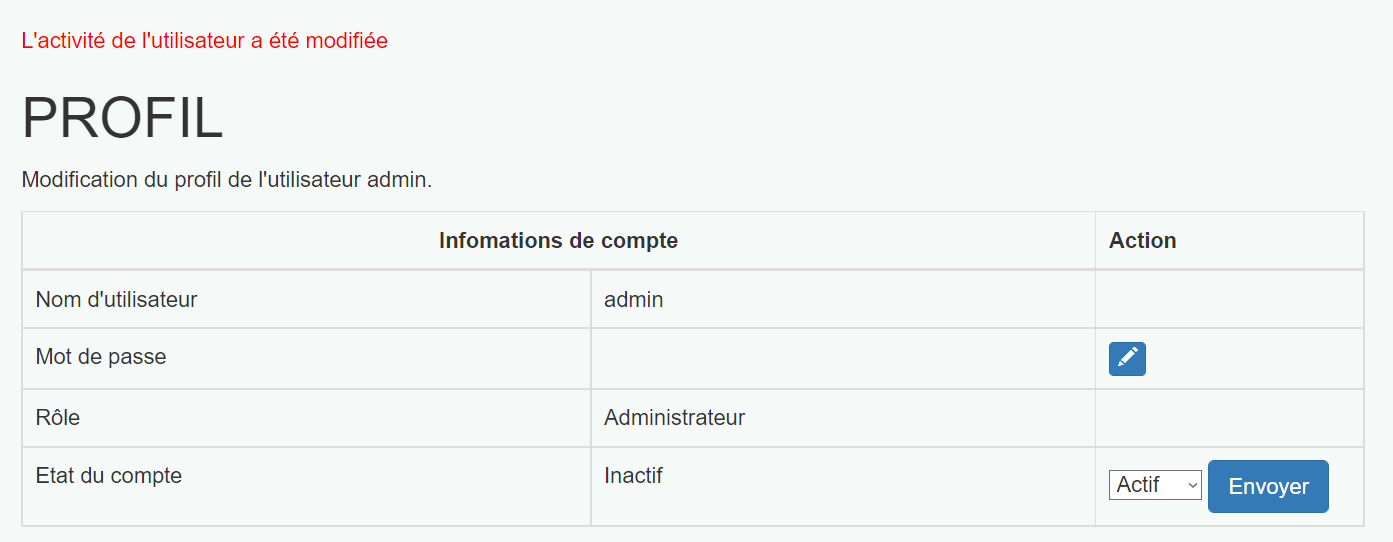 L'activité de l'utilisateur a été modifiée
PROFIL
Modification du profil de l'utilisateur admin.
Infomations de compte Action
Nom d'utilisateur admin
Mot de passe
Rôle Administrateur
Etat du compte Inactif Actif Envoyer